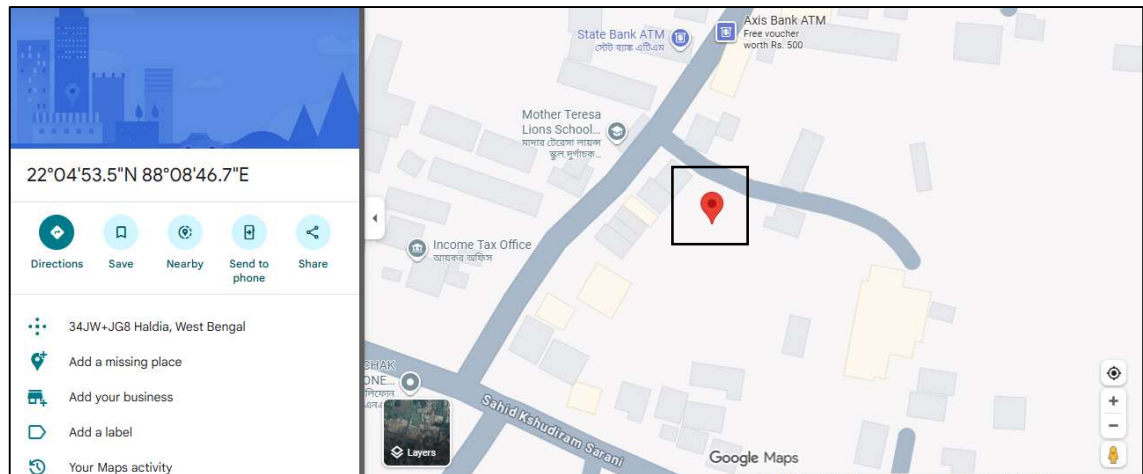 22°04'53.5"N 88°08'46.7"E
Directions
Save
Nearby
Send to
phone
Share
34JW+JG8 Haldia, West Bengal
Add a missing place
Add your business
Add a label
Your Maps activity
State Bank ATM
স্টেট ব্যাঙ্ক এটিএম
Axis Bank ATM
Free voucher
worth Rs. 500
Mother Teresa
Lions School...
মাদার টেরেসা লায়ন্স
স্কুল,দুর্গাচক...
Income Tax Office
আয়কর অফিস
CHAK
ONE...
Layers
Sahid Kshudiram Sarani
Google Maps